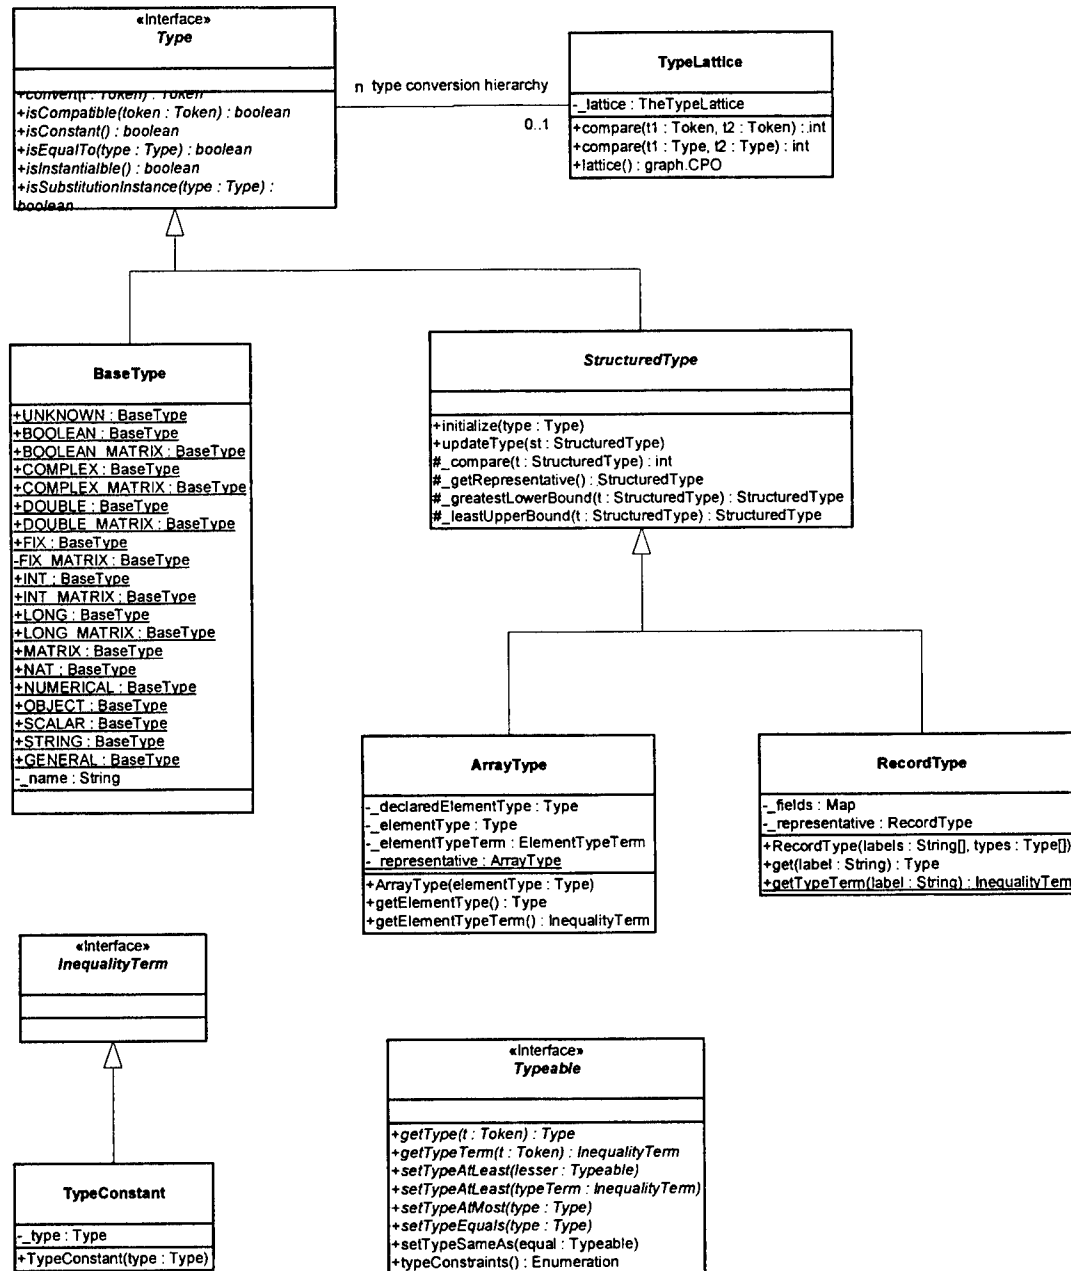 «Interface»
Type
+convert(t : Token) : Token
+isCompatible(token : Token) : boolean
+isConstant() : boolean
+isEqualTo(type : Type) : boolean
+isInstantialble() : boolean
+isSubstitutionInstance(type : Type) :
boolean
n type conversion hierarchy
0..1
TypeLattice
-_lattice : TheTypeLattice
+compare(t1 : Token, t2 : Token) : int
+compare(t1 : Type, t2 : Type) : int
+lattice() : graph.CPO
BaseType
+UNKNOWN : BaseType
+BOOLEAN : BaseType
+BOOLEAN_MATRIX : BaseType
+COMPLEX : BaseType
+COMPLEX_MATRIX : BaseType
+DOUBLE : BaseType
+DOUBLE_MATRIX : BaseType
+FIX : BaseType
-FIX_MATRIX : BaseType
+INT : BaseType
+INT_MATRIX : BaseType
+LONG : BaseType
+LONG_MATRIX : BaseType
+MATRIX : BaseType
+NAT : BaseType
+NUMERICAL : BaseType
+OBJECT : BaseType
+SCALAR : BaseType
+STRING : BaseType
+GENERAL : BaseType
-_name : String
StructuredType
+initialize(type : Type)
+updateType(st : StructuredType)
#_compare(t : StructuredType) : int
#_getRepresentative() : StructuredType
#_greatestLowerBound(t : StructuredType) : StructuredType
#_leastUpperBound(t : StructuredType) : StructuredType
ArrayType
-_declaredElementType : Type
-_elementType : Type
-_elementTypeTerm : ElementTypeTerm
-_representative : ArrayType
+ArrayType(elementType : Type)
+getElementType() : Type
+getElementTypeTerm() : InequalityTerm
RecordType
-_fields : Map
-_representative : RecordType
+RecordType(labels : String[], types : Type[])
+get(label : String) : Type
+getTypeTerm(label : String) : InequalityTerm
«Interface»
InequalityTerm
TypeConstant
-_type : Type
+TypeConstant(type : Type)
«Interface»
Typeable
+getType(t : Token) : Type
+getTypeTerm(t : Token) : InequalityTerm
+setTypeAtLeast(lesser : Typeable)
+setTypeAtLeast(typeTerm : InequalityTerm)
+setTypeAtMost(type : Type)
+setTypeEquals(type : Type)
+setTypeSameAs(equal : Typeable)
+typeConstraints() : Enumeration